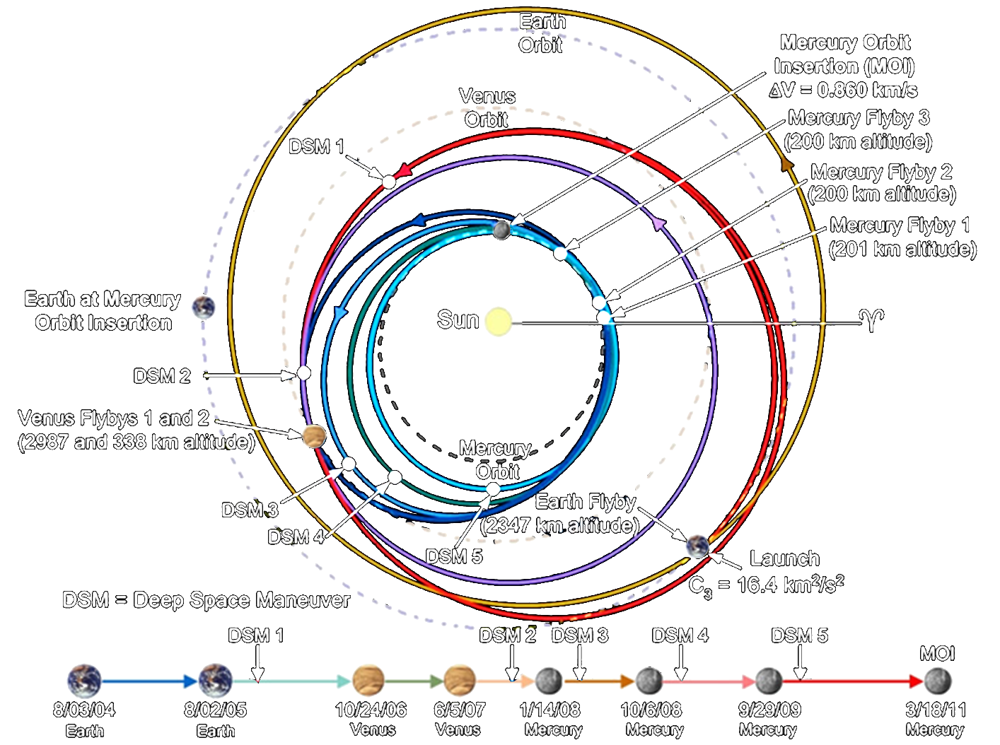 Earth
Orbit
Mercury Orbit
Insertion (MOI)
ΔV = 0.860 km/s
Venus
Orbit
Mercury Flyby 3
(200 km altitude)
DSM 1
Mercury Flyby 2
(200 km altitude)
Mercury Flyby 1
(201 km altitude)
Earth at Mercury
Orbit Insertion
Sun
♈
DSM 2
Venus Flybys 1 and 2
(2987 and 338 km altitude)
Mercury
Orbit
DSM 3
Earth Flyby
(2347 km altitude)
DSM 4
DSM 5
Launch
C₃ = 16.4 km²/s²
DSM = Deep Space Maneuver
DSM 1
DSM 2
DSM 3
DSM 4
DSM 5
MOI
8/03/04
Earth
8/02/05
Earth
10/24/06
Venus
6/5/07
Venus
1/14/08
Mercury
10/6/08
Mercury
9/29/09
Mercury
3/18/11
Mercury